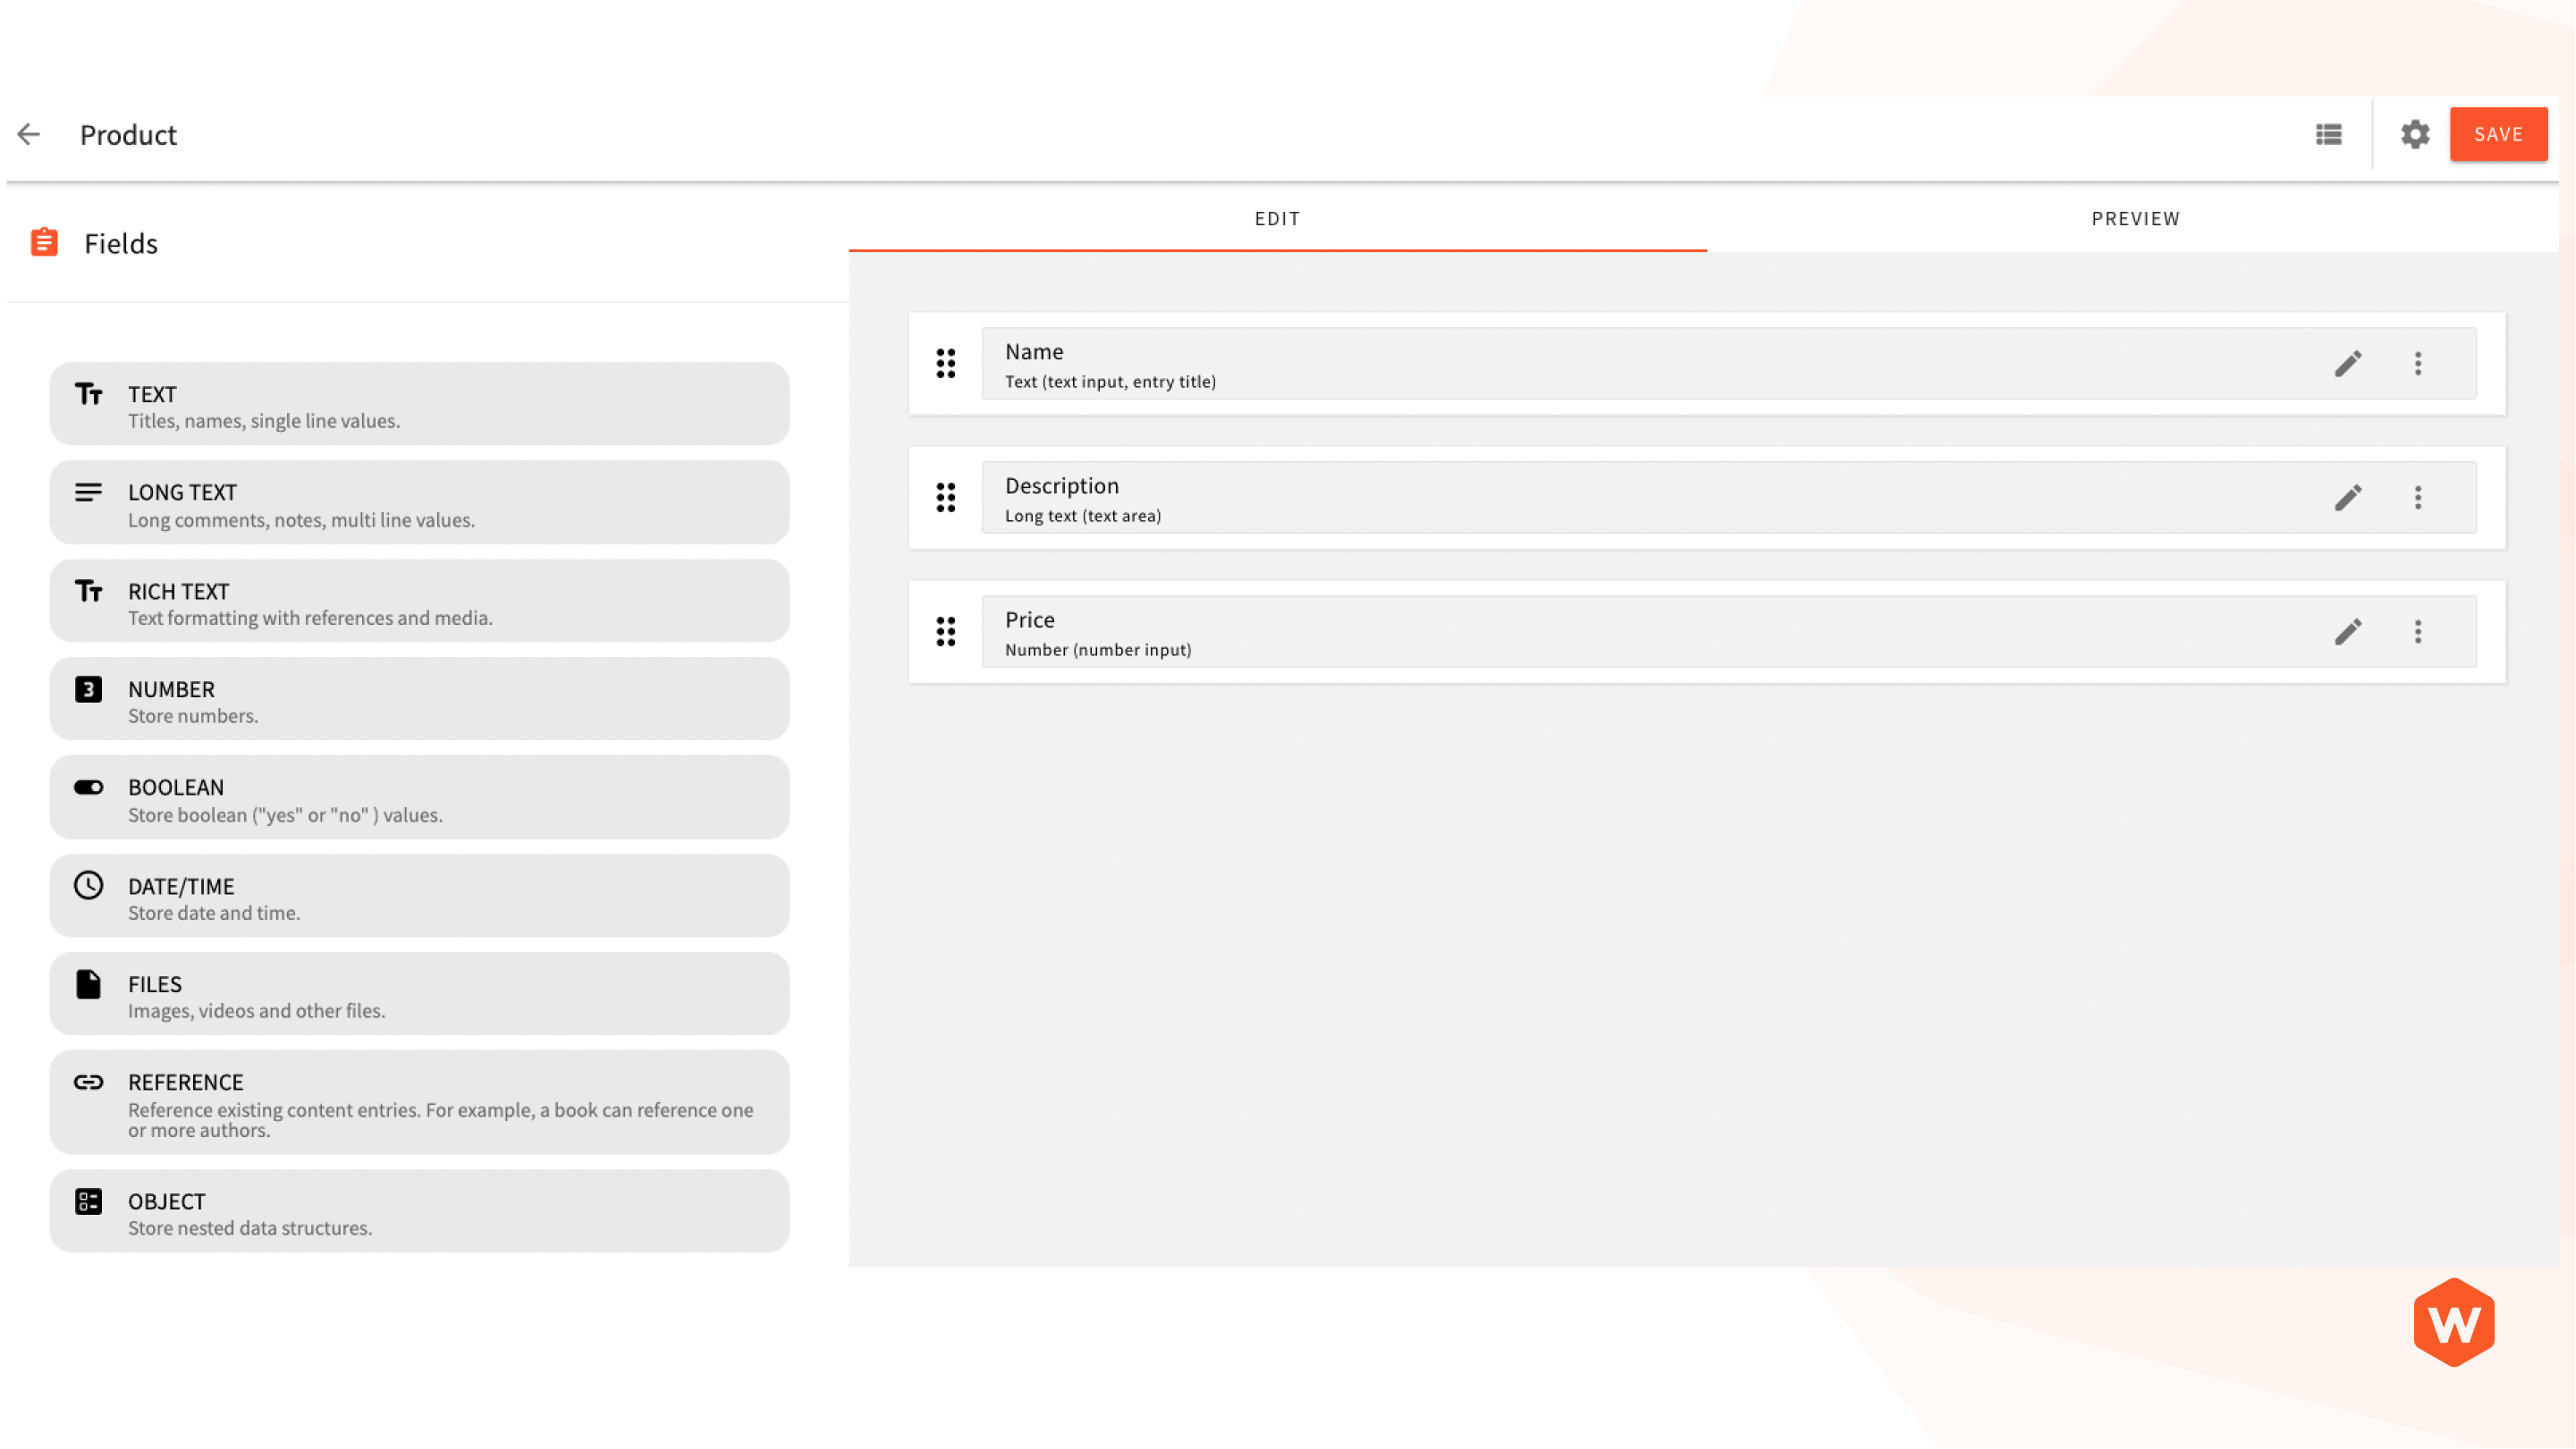 Product
SAVE
Fields
EDIT
PREVIEW
TEXT
Titles, names, single line values.
LONG TEXT
Long comments, notes, multi line values.
RICH TEXT
Text formatting with references and media.
3
NUMBER
Store numbers.
BOOLEAN
Store boolean ("yes" or "no" ) values.
DATE/TIME
Store date and time.
FILES
Images, videos and other files.
REFERENCE
Reference existing content entries. For example, a book can reference one
or more authors.
OBJECT
Store nested data structures.
Name
Text (text input, entry title)
Description
Long text (text area)
Price
Number (number input)
W